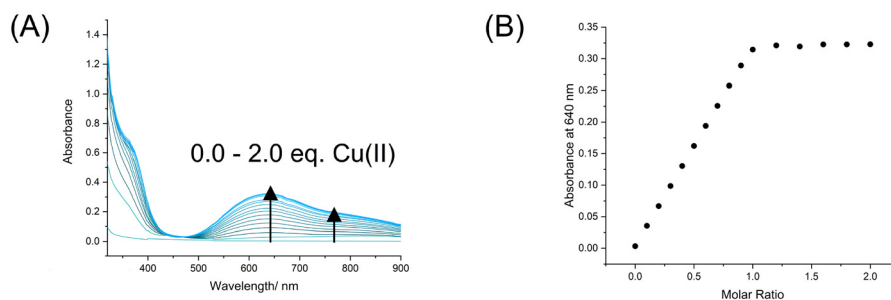 (A)
1.4
1.2
1.0
0.8
0.6
0.4
0.2
0.0
Absorbance
0.0 - 2.0 eq. Cu(II)
400 500 600 700 800 900
Wavelength/ nm
(B)
0.35
0.30
0.25
0.20
0.15
0.10
0.05
0.00
Absorbance at 640 nm
0.0 0.5 1.0 1.5 2.0
Molar Ratio